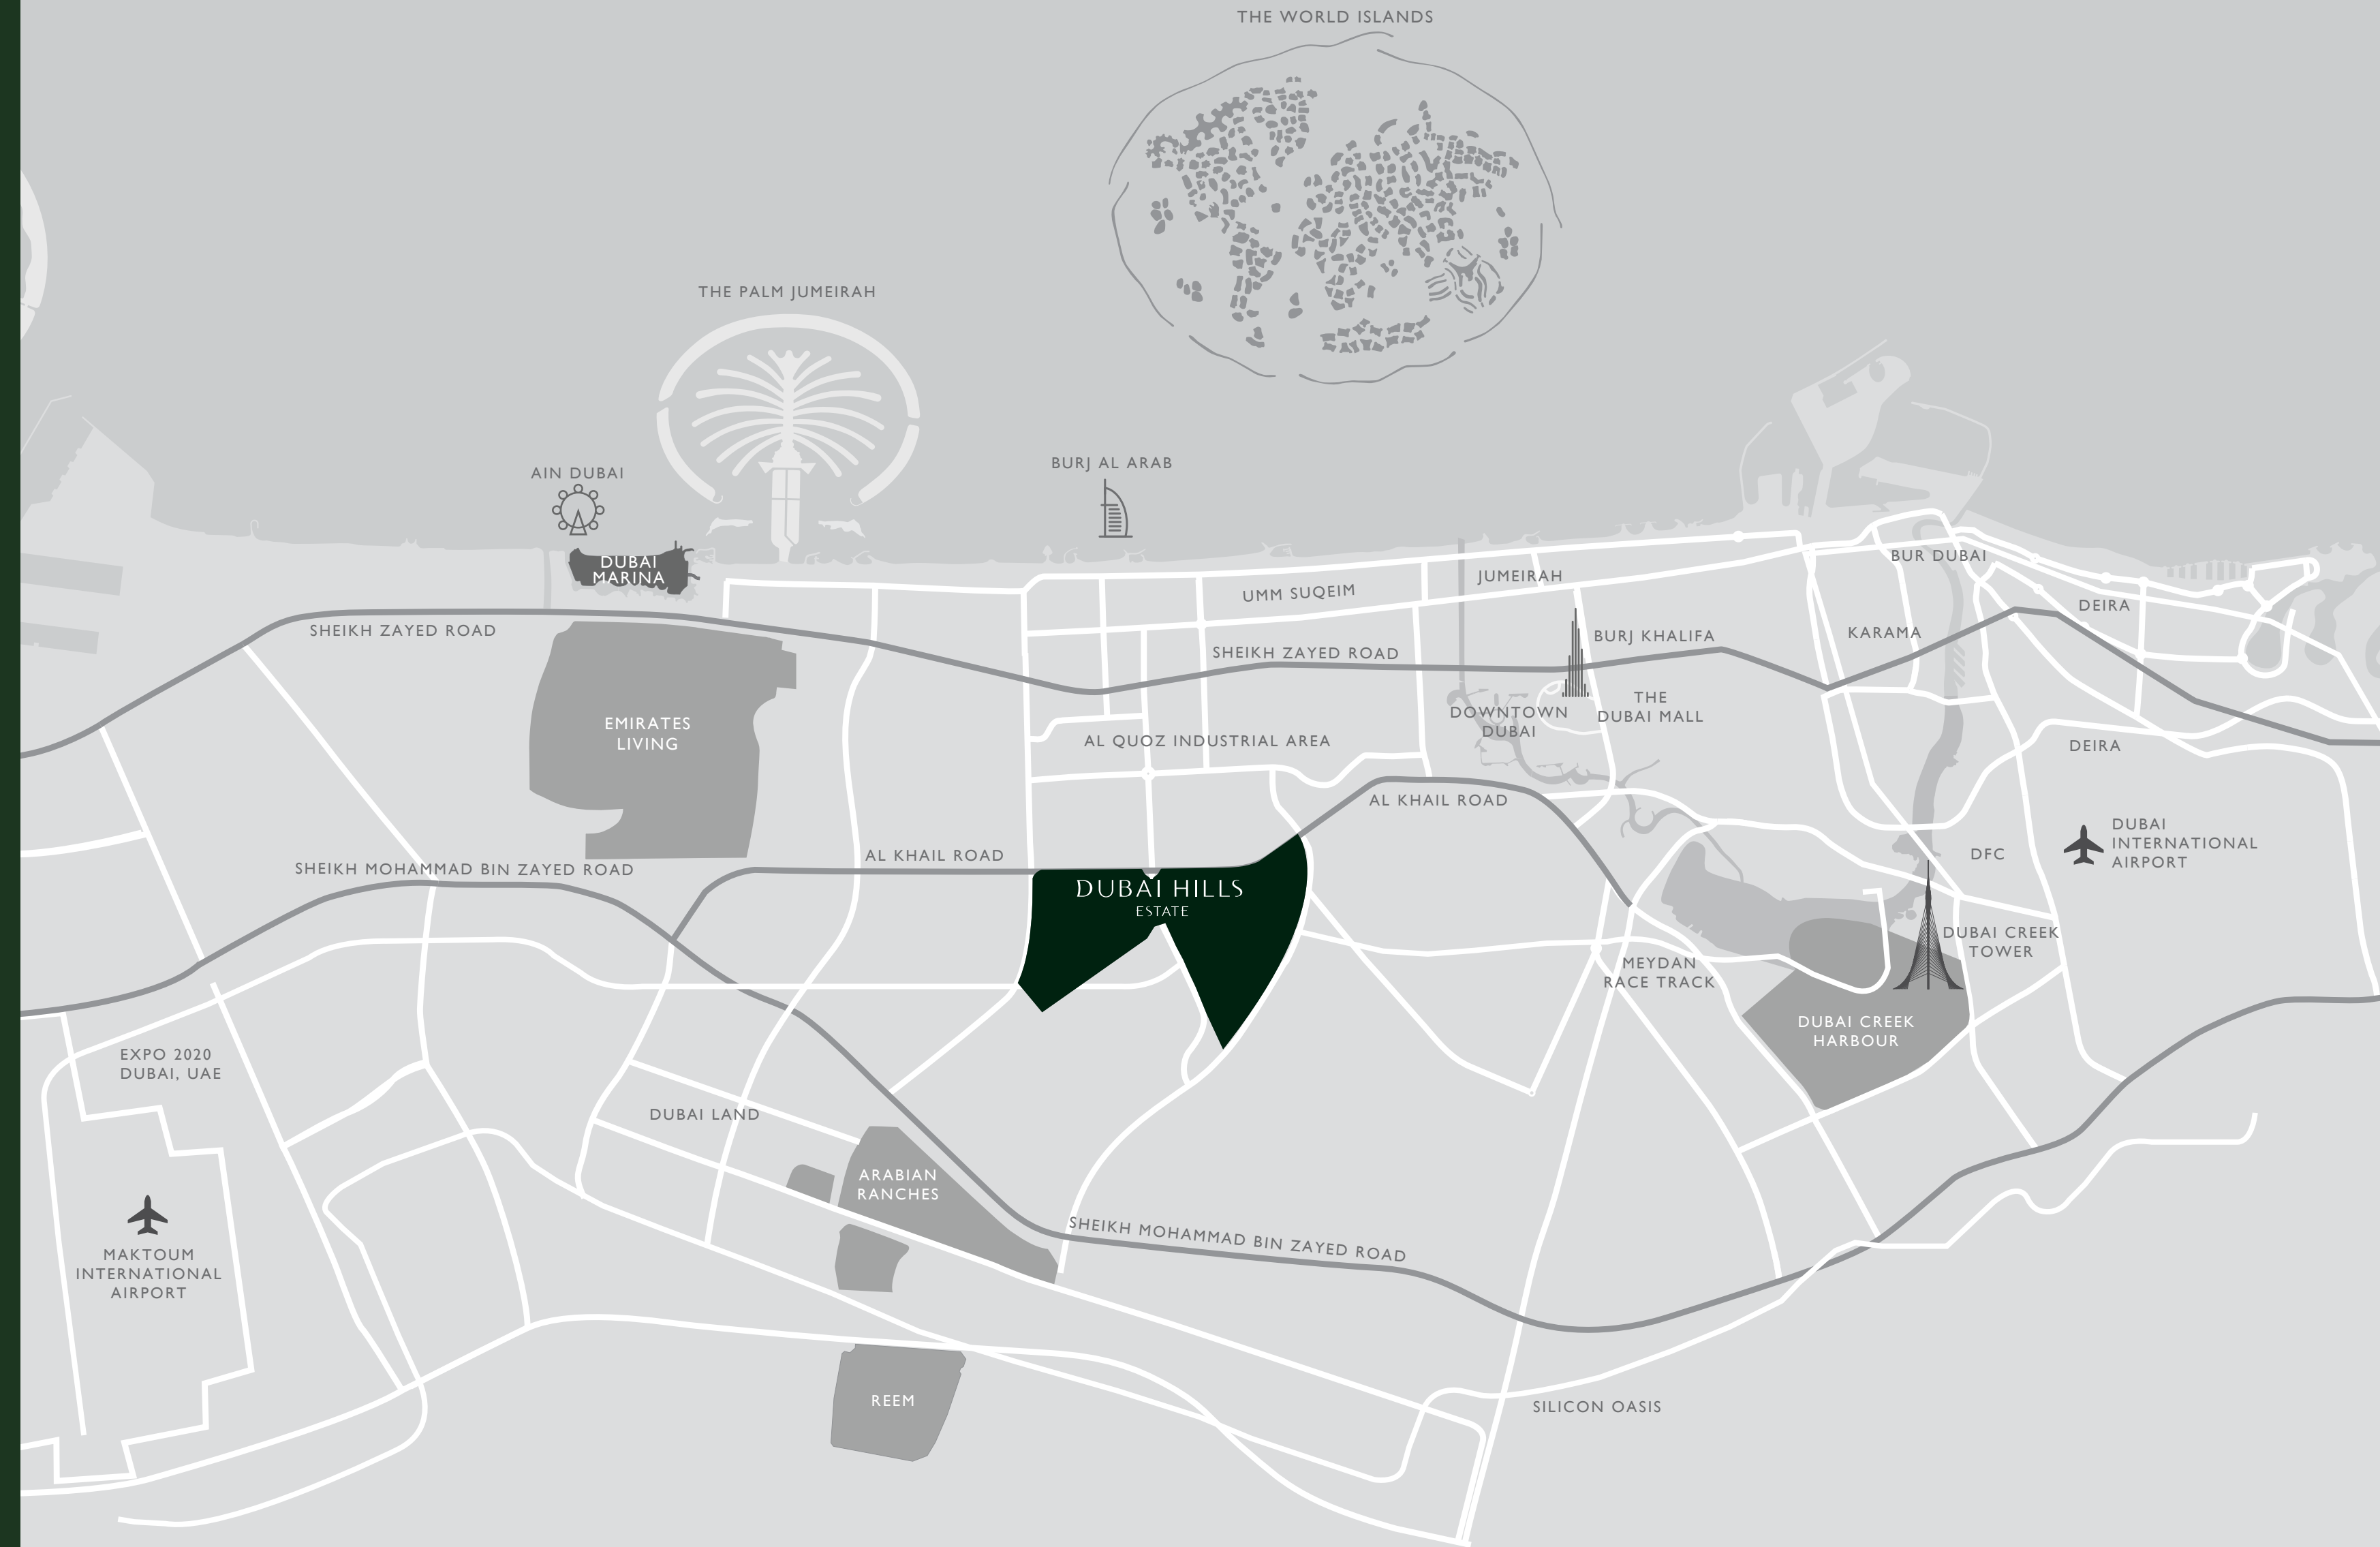 THE WORLD ISLANDS
THE PALM JUMEIRAH
BURJ AL ARAB
AIN DUBAI
DUBAI
MARINA
BUR DUBAI
JUMEIRAH
UMM SUQEIM
DEIRA
SHEIKH ZAYED ROAD
KARAMA
BURJ KHALIFA
SHEIKH ZAYED ROAD
THE
DUBAI MALL
DOWNTOWN
DUBAI
EMIRATES
LIVING
AL QUOZ INDUSTRIAL AREA
DEIRA
AL KHAIL ROAD
DUBAI
INTERNATIONAL
AIRPORT
DFC
AL KHAIL ROAD
SHEIKH MOHAMMAD BIN ZAYED ROAD
DUBAI HILLS
ESTATE
DUBAI CREEK
TOWER
MEYDAN
RACE TRACK
DUBAI CREEK
HARBOUR
EXPO 2020
DUBAI, UAE
DUBAI LAND
ARABIAN
RANCHES
SHEIKH MOHAMMAD BIN ZAYED ROAD
MAKTOUM
INTERNATIONAL
AIRPORT
REEM
SILICON OASIS